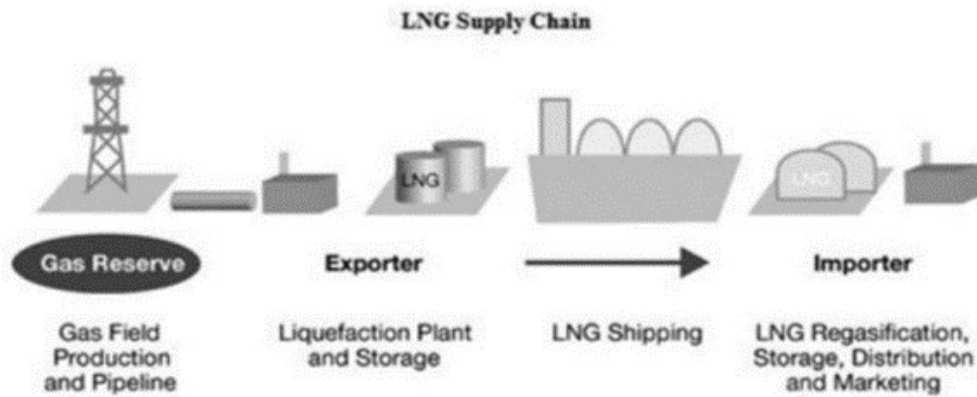 LNG Supply Chain
LNG
LNG
Gas Reserve
Exporter
Importer
Gas Field
Production
and Pipeline
Liquefaction Plant
and Storage
LNG Shipping
LNG Regasification,
Storage, Distribution
and Marketing